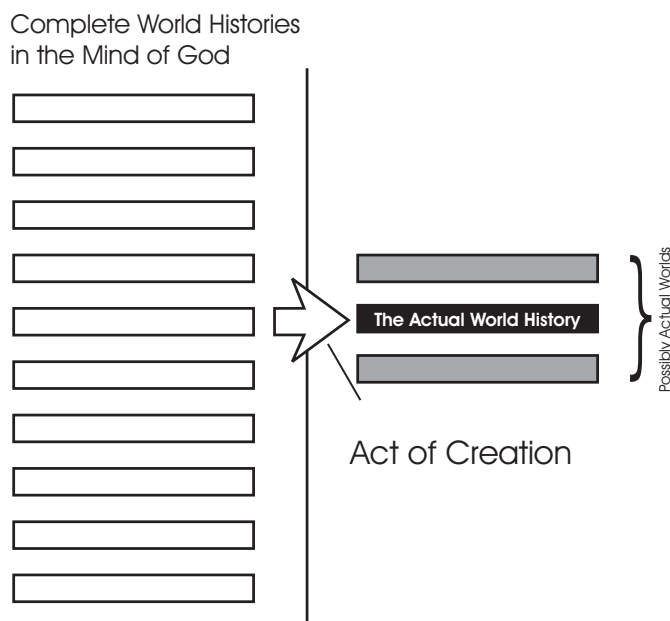 Complete World Histories
in the Mind of God
The Actual World History
Possibly Actual Worlds
Act of Creation